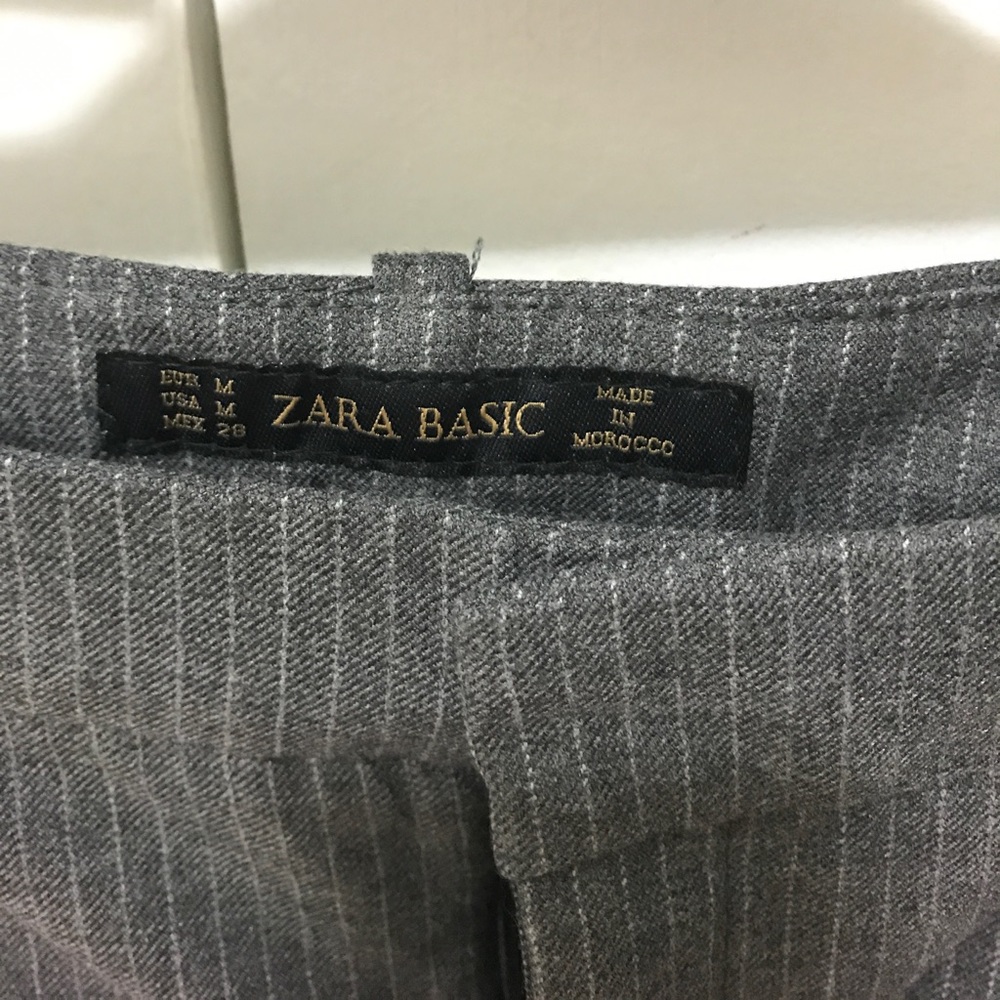 EUR M
USA M
MEX 28
ZARA BASIC
MADE
IN
MOROCCO